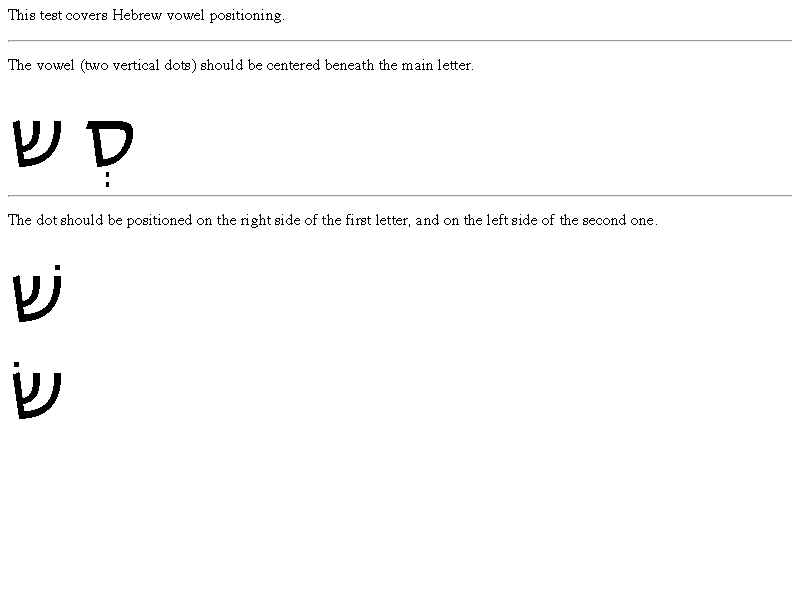 This test covers Hebrew vowel positioning.
The vowel (two vertical dots) should be centered beneath the main letter.
סְ ש
The dot should be positioned on the right side of the first letter, and on the left side of the second one.
שׁ
שׂ